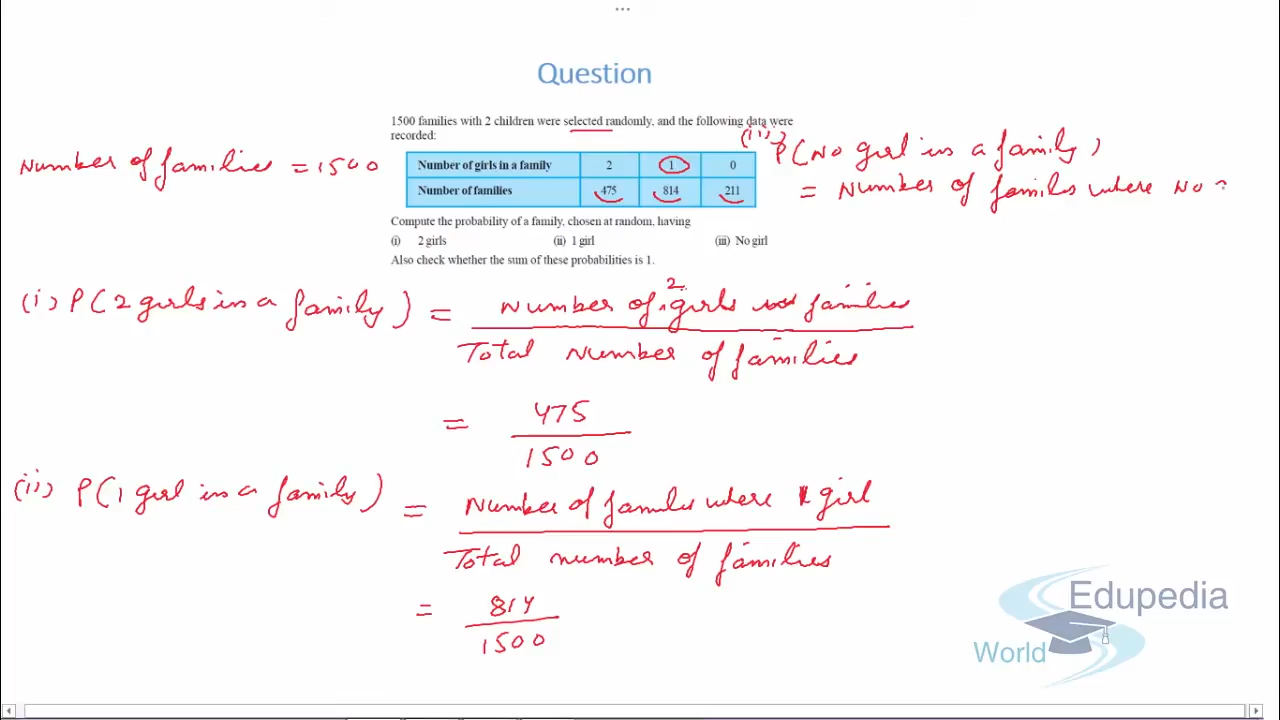 Question
1500 families with 2 children were selected randomly, and the following data were
recorded:
Number of girls in a family 2 1 0
Number of families 475 814 211
Compute the probability of a family, chosen at random, having
(i) 2 girls (ii) 1 girl (iii) No girl
Also check whether the sum of these probabilities is 1.
Number of families = 1500
(i) P(2 girls in a family) = Number of 2 girls families
Total Number of families
= 475
1500
(ii) P(1 girl in a family) = Number of families where 1 girl
Total number of families
= 814
1500
(iii) P(No girl in a family)
= Number of families where No
Edupedia
World